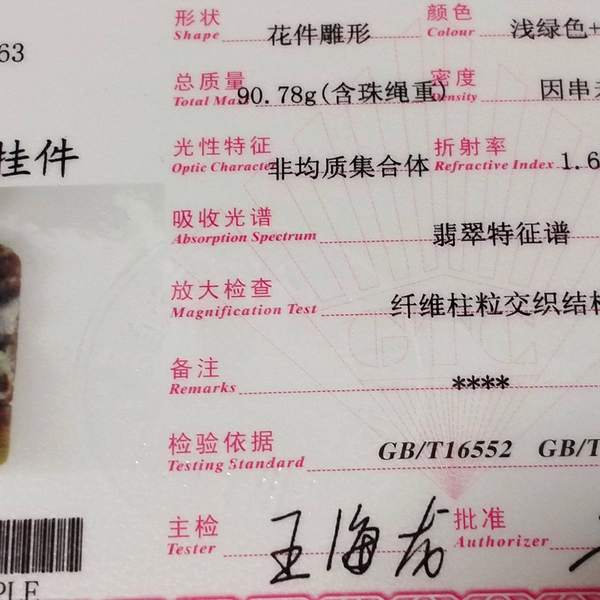 63
挂件
PLE
形状 花件雕形 颜色 浅绿色+
Shape Colour
总质量 90.78g(含珠绳重) 密度 因串
Total Mass Density
光性特征 非均质集合体 折射率 1.6
Optic Character Refractive Index
吸收光谱 翡翠特征谱
Absorption Spectrum
放大检查 纤维柱粒交织结构
Magnification Test
备注 ****
Remarks
检验依据 GB/T16552 GB/T
Testing Standard
主检 王海 批准
Tester Authorizer